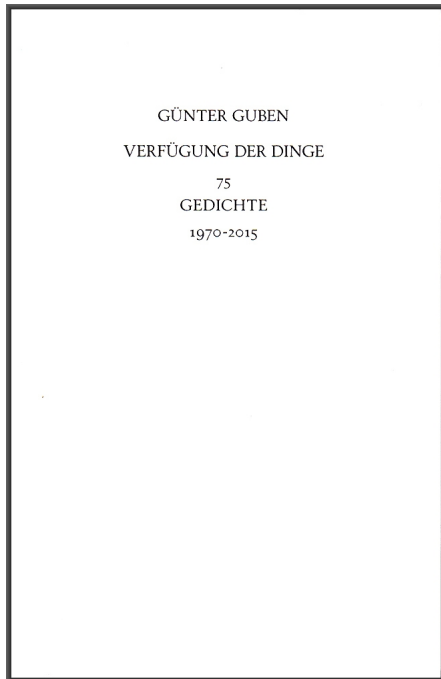 GÜNTER GUBEN
VERFÜGUNG DER DINGE
75
GEDICHTE
1970-2015